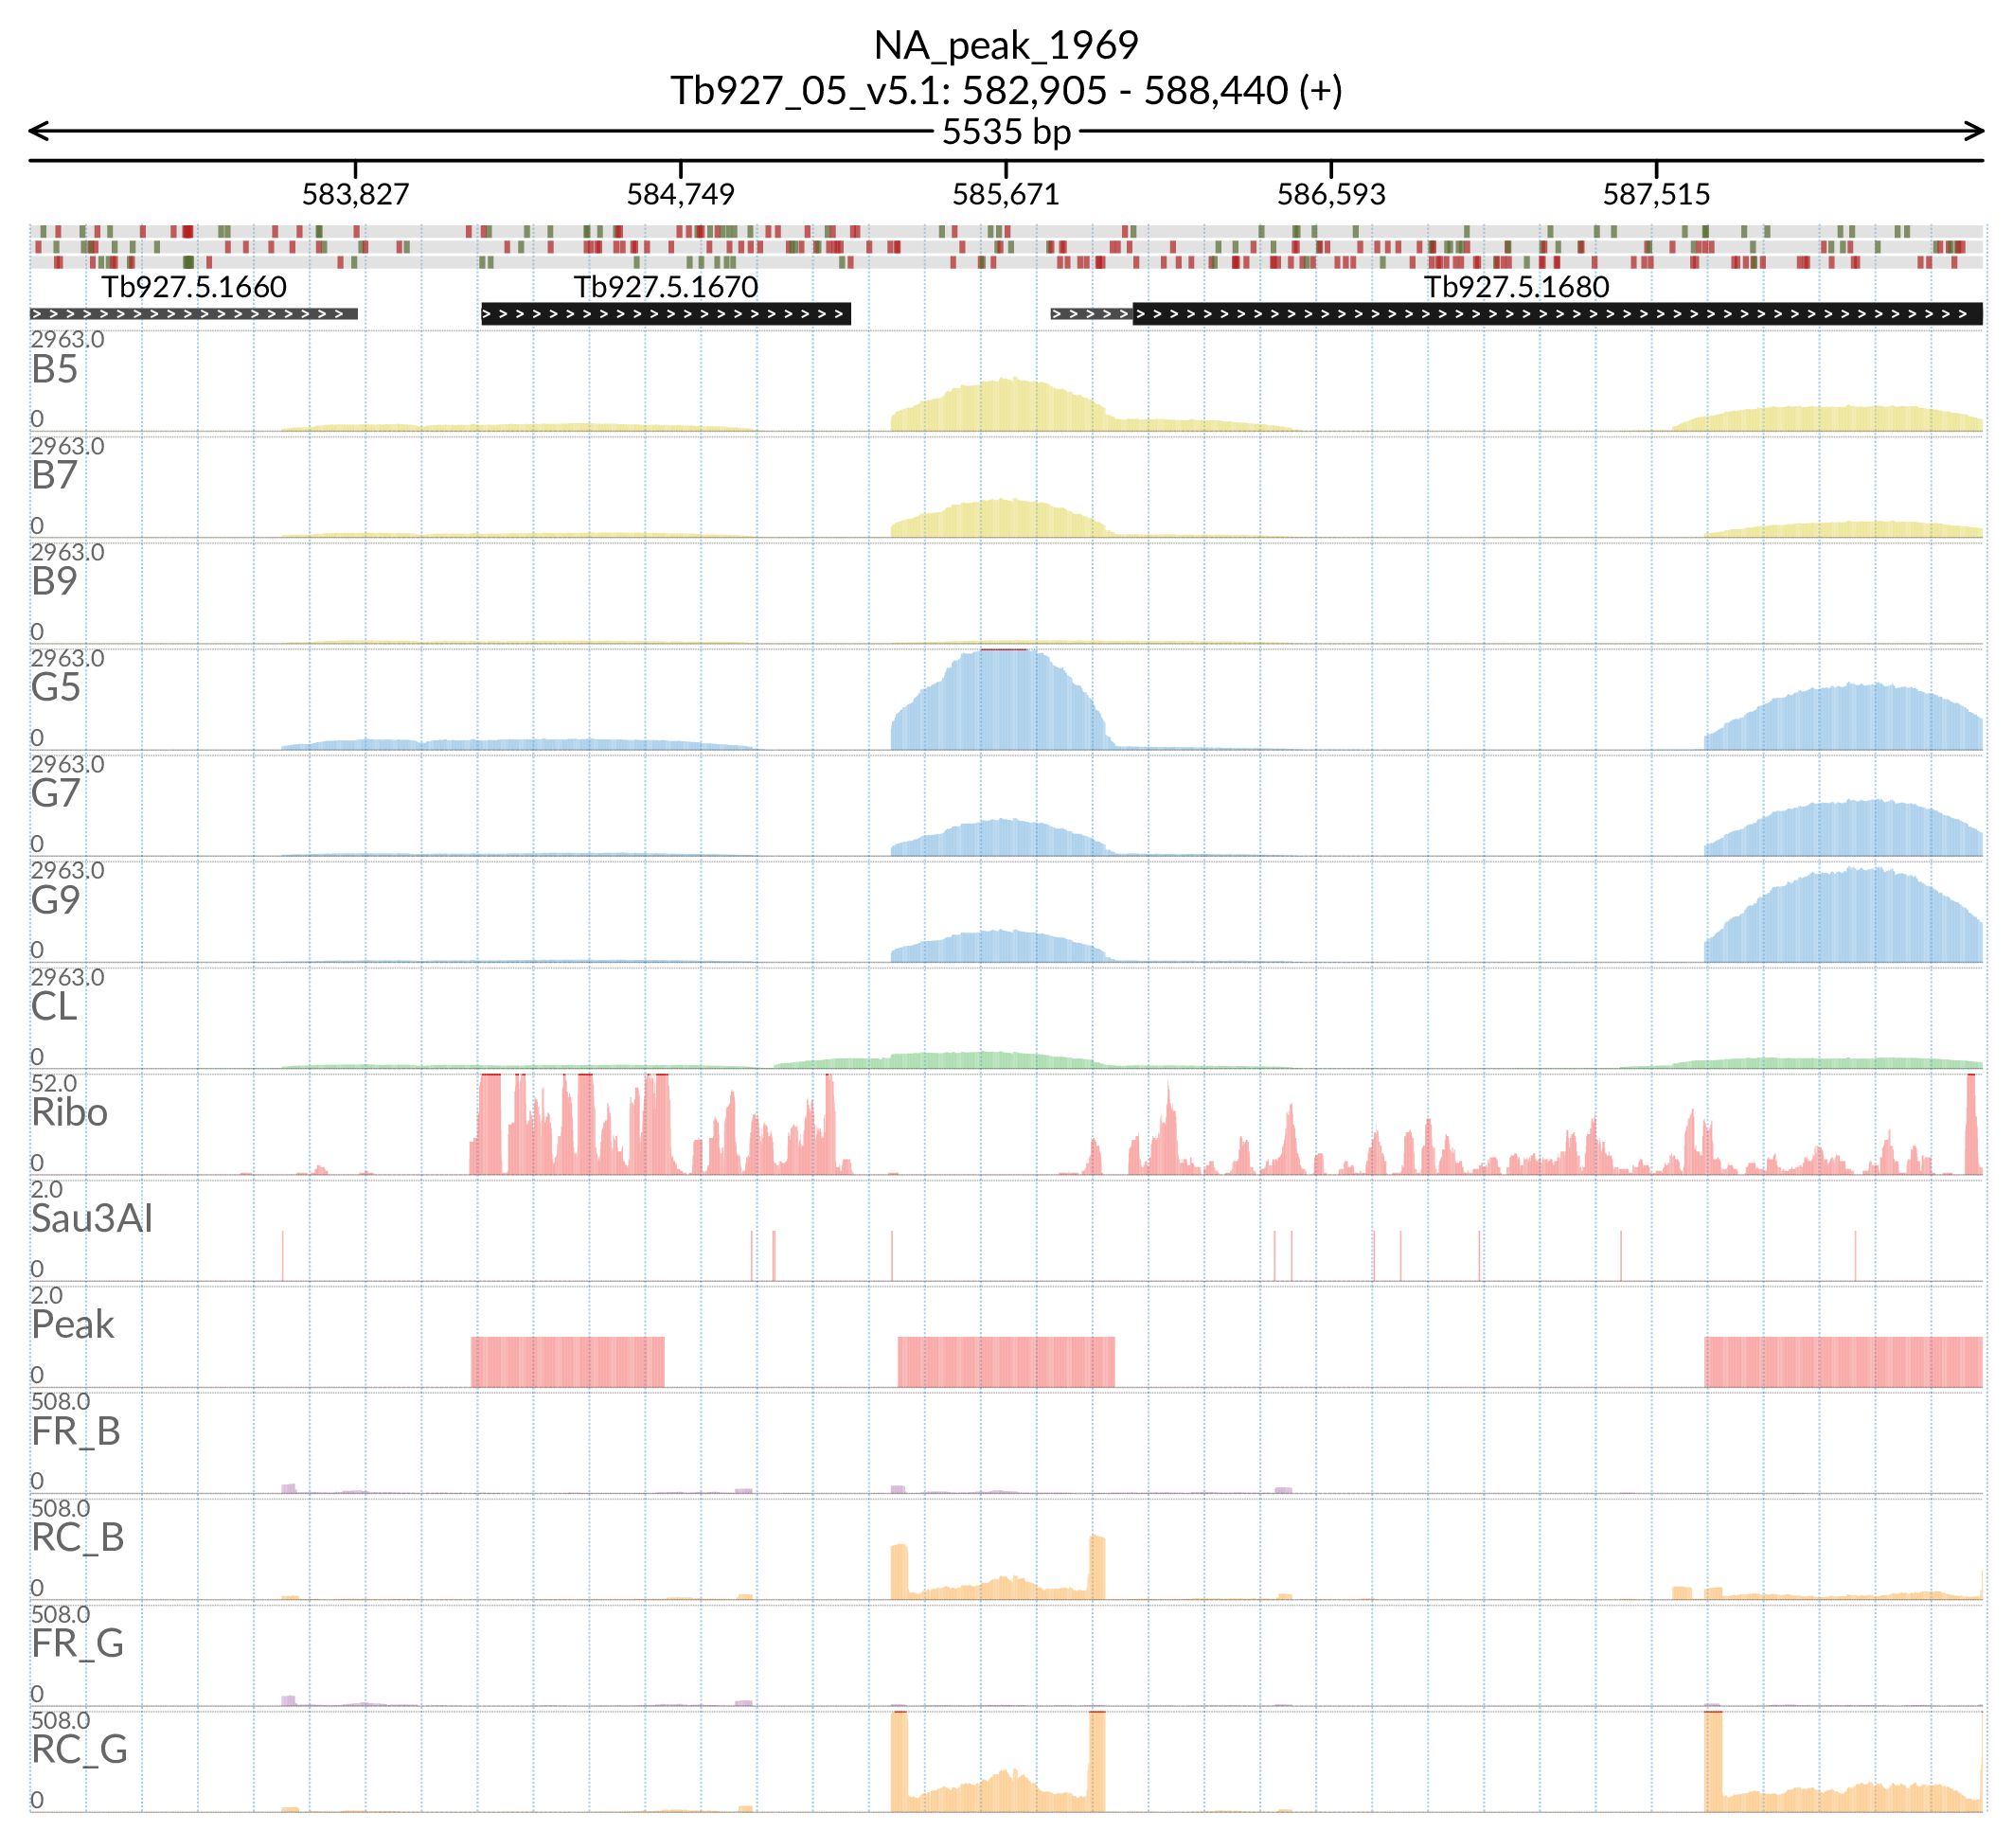 NA_peak_1969
Tb927_05_v5.1: 582,905 - 588,440 (+)
5535 bp
583,827 584,749 585,671 586,593 587,515
Tb927.5.1660 Tb927.5.1670 Tb927.5.1680
2963.0
B5
0
2963.0
B7
0
2963.0
B9
0
2963.0
G5
0
2963.0
G7
0
2963.0
G9
0
2963.0
CL
0
52.0
Ribo
0
2.0
Sau3AI
0
2.0
Peak
0
508.0
FR_B
0
508.0
RC_B
0
508.0
FR_G
0
508.0
RC_G
0